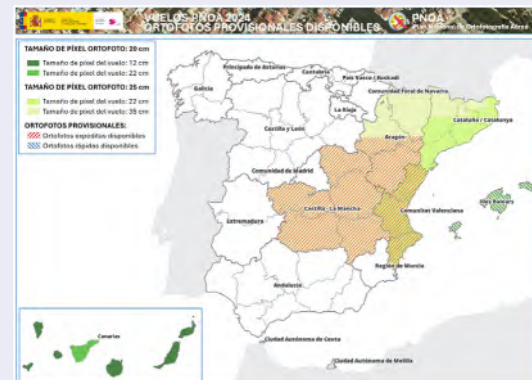 VUELOS PNOA 2024
ORTOFOTOS PROVISIONALES DISPONIBLES
PNOA
Plan Nacional de Ortofotografía Aérea
TAMAÑO DE PÍXEL ORTOFOTO: 20 cm
Tamaño de píxel del vuelo: 12 cm
Tamaño de píxel del vuelo: 22 cm
TAMAÑO DE PÍXEL ORTOFOTO: 25 cm
Tamaño de píxel del vuelo: 22 cm
Tamaño de píxel del vuelo: 35 cm
ORTOFOTOS PROVISIONALES:
Ortofotos expeditas disponibles
Ortofotos rápidas disponibles
Principado de Asturias
Cantabria
País Vasco / Euskadi
Galicia
Comunidad Foral de Navarra
La Rioja
Cataluña / Catalunya
Castilla y León
Aragón
Comunidad de Madrid
Illes Balears
Castilla - La Mancha
Comunitat Valenciana
Extremadura
Región de Murcia
Andalucía
Canarias
Ciudad Autónoma de Ceuta
Ciudad Autónoma de Melilla